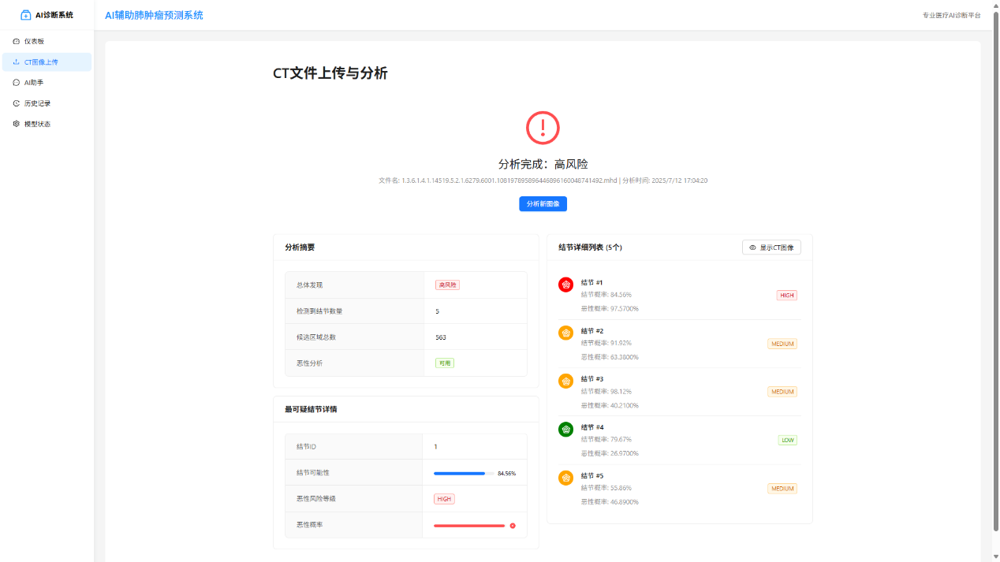 AI诊断系统
AI辅助肺肿瘤预测系统
专业医疗AI诊断平台
仪表板
CT图像上传
AI助手
历史记录
模型状态
CT文件上传与分析
分析完成：高风险
文件名: 1.3.6.1.4.1.14519.5.2.1.6279.6001.108197895896446896160048741492.mhd | 分析时间: 2025/7/12 17:04:20
分析新图像
分析摘要
总体发现 高风险
检测到结节数量 5
候选区域总数 563
恶性分析 可用
最可疑结节详情
结节ID 1
结节可能性 84.56%
恶性风险等级 HIGH
恶性概率
结节详细列表 (5个)
显示CT图像
结节 #1
结节概率: 84.56%
恶性概率: 97.5700%
HIGH
结节 #2
结节概率: 91.92%
恶性概率: 63.3800%
MEDIUM
结节 #3
结节概率: 98.12%
恶性概率: 40.2100%
MEDIUM
结节 #4
结节概率: 79.67%
恶性概率: 26.9700%
LOW
结节 #5
结节概率: 55.86%
恶性概率: 46.8900%
MEDIUM